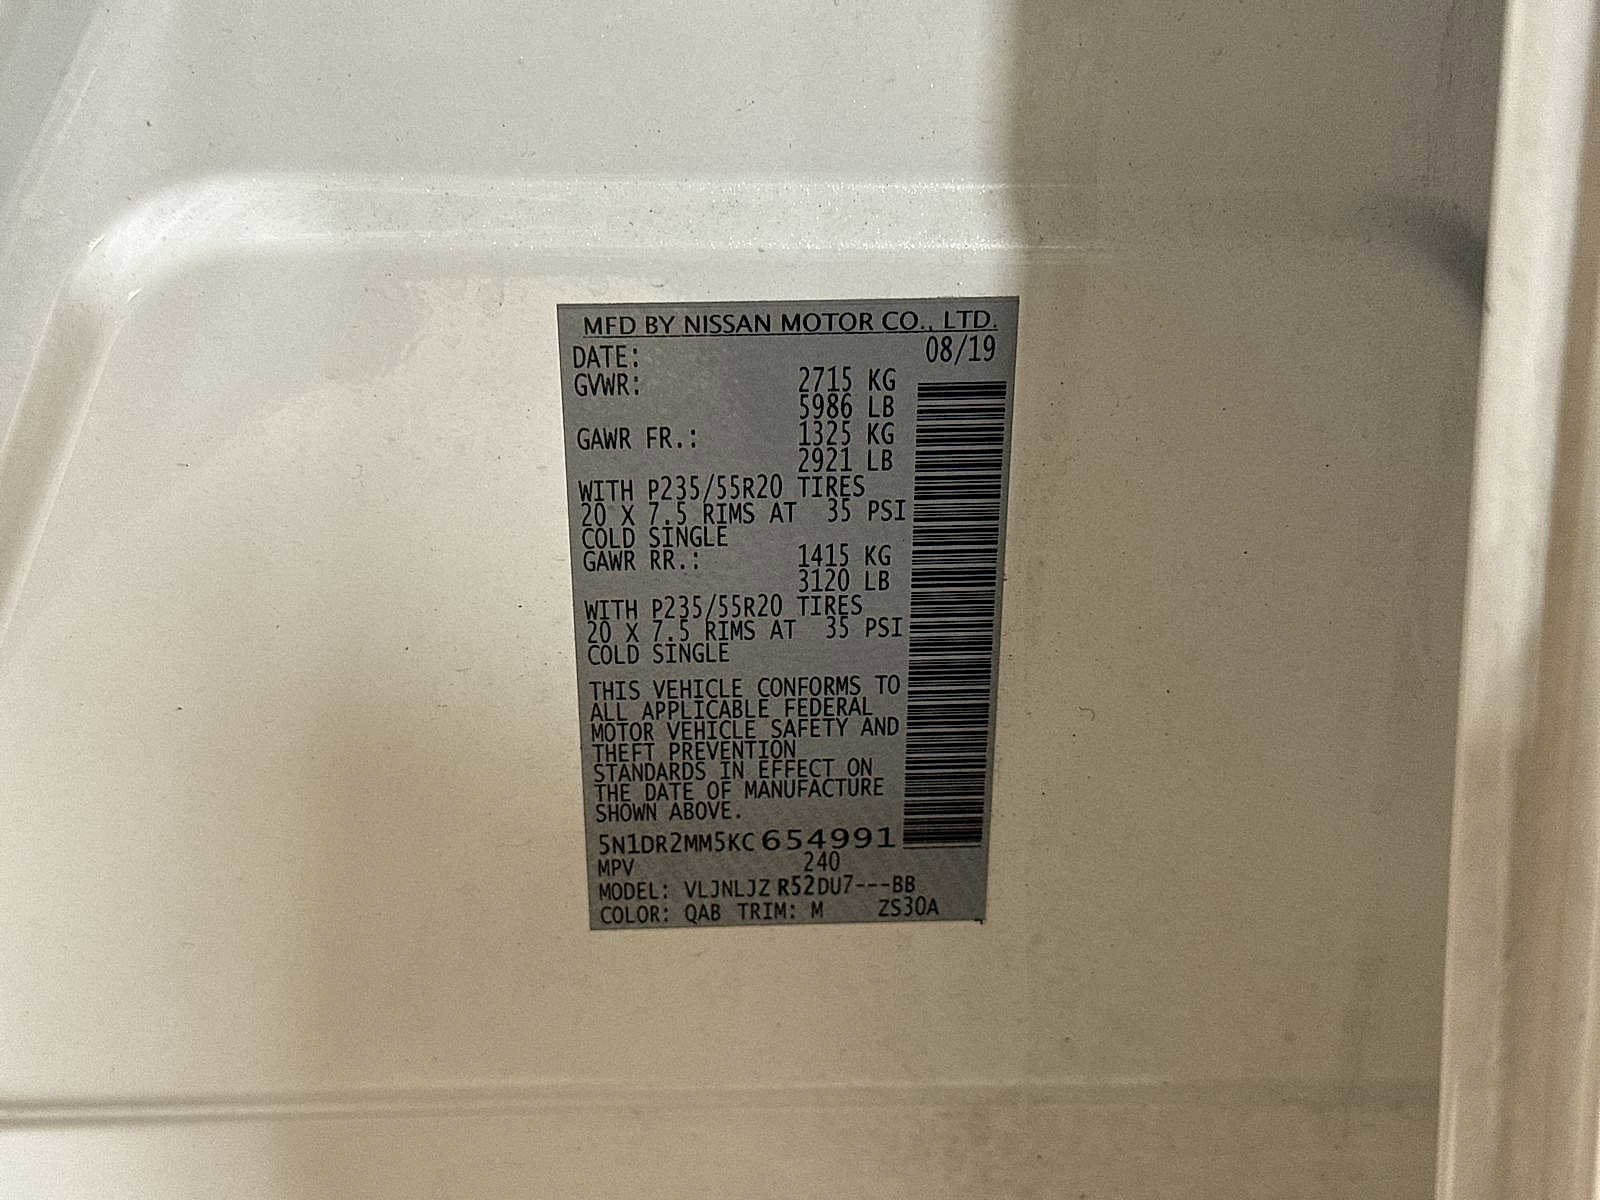 MFD BY NISSAN MOTOR CO., LTD.
DATE: 08/19
GVWR: 2715 KG
5986 LB
GAWR FR.: 1325 KG
2921 LB
WITH P235/55R20 TIRES
20 X 7.5 RIMS AT 35 PSI
COLD SINGLE
GAWR RR.: 1415 KG
3120 LB
WITH P235/55R20 TIRES
20 X 7.5 RIMS AT 35 PSI
COLD SINGLE
THIS VEHICLE CONFORMS TO
ALL APPLICABLE FEDERAL
MOTOR VEHICLE SAFETY AND
THEFT PREVENTION
STANDARDS IN EFFECT ON
THE DATE OF MANUFACTURE
SHOWN ABOVE.
5N1DR2MM5KC654991
MPV 240
MODEL: VLJNLJZ R52DU7---BB
COLOR: QAB TRIM: M ZS30A